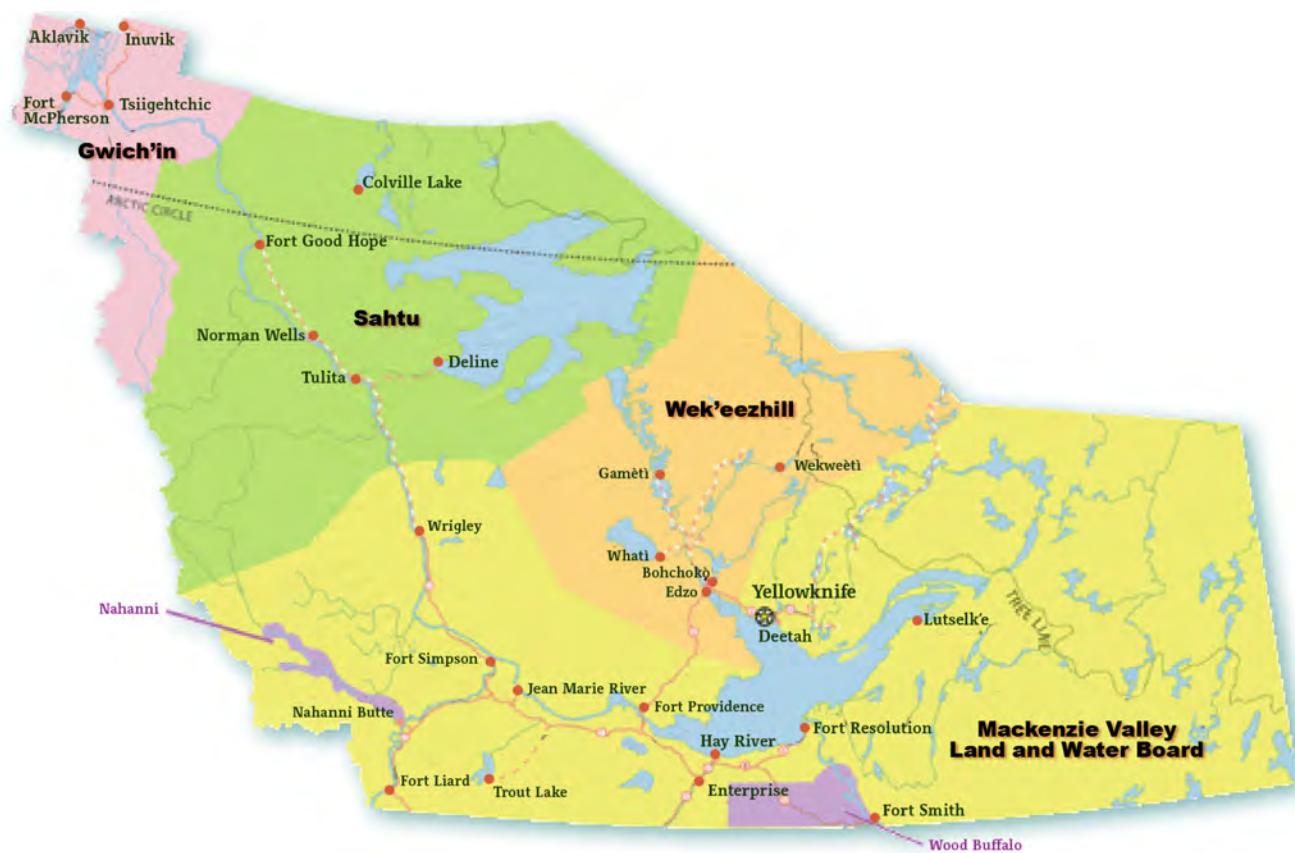 Aklavik
Inuvik
Fort
McPherson
Tsiigehtchic
Gwich'in
Colville Lake
ARCTIC CIRCLE
Fort Good Hope
Sahtu
Norman Wells
Deline
Tulita
Wek'eezhill
Gamètì
Wekweètì
Wrigley
Whatì
Bohchokò
Edzo
Yellowknife
Nahanni
Deetah
Lutselk'e
TREE LINE
Fort Simpson
Jean Marie River
Nahanni Butte
Fort Providence
Fort Resolution
Mackenzie Valley
Land and Water Board
Hay River
Fort Liard
Trout Lake
Enterprise
Fort Smith
Wood Buffalo